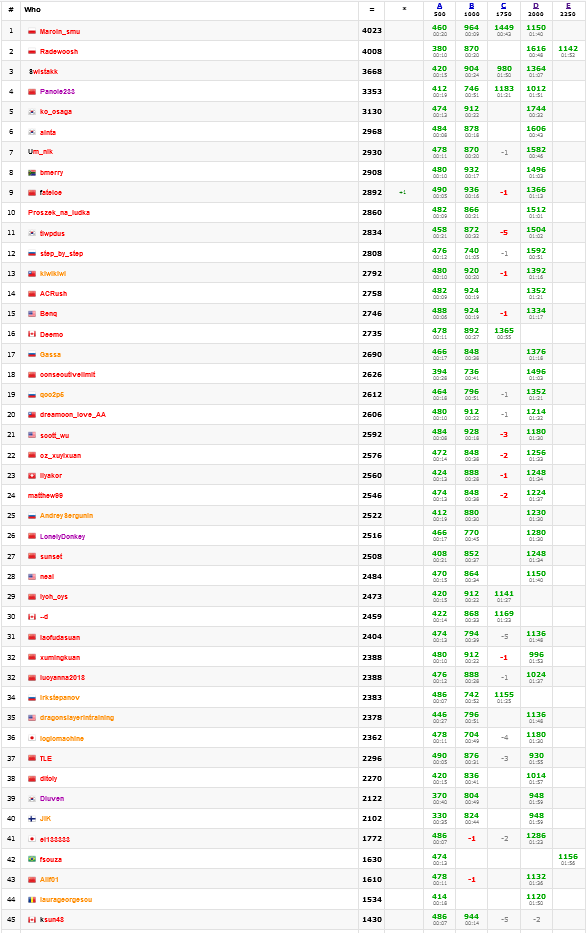 # Who = * A B C D E
500 1000 1750 2000 2250
1 Marcin_smu 4023 460 964 1449 1150
00:20 00:09 00:43 01:40
2 Radewoosh 4008 380 870 1616 1142
00:10 00:20 00:46 01:52
3 Swistakk 3668 420 904 980 1364
00:15 00:24 01:50 01:07
4 Panole233 3353 412 746 1183 1012
00:19 00:51 01:21 01:51
5 ko_osaga 3130 474 912 1744
00:13 00:22 00:32
6 ainta 2968 484 878 1606
00:08 00:18 00:43
7 Um_nik 2930 478 870 -1 1582
00:11 00:20 00:46
8 bmerry 2908 480 932 1496
00:10 00:17 01:03
9 fateice 2892 +1 490 936 -1 1366
00:05 00:16 01:13
10 Proszek_na_ludka 2860 482 866 1512
00:09 00:21 01:01
11 tlwpdus 2834 458 872 -5 1504
00:21 00:32 01:02
12 step_by_step 2808 476 740 -1 1592
00:12 01:05 00:51
13 kiwikiwi 2792 480 920 -1 1392
00:10 00:20 01:16
14 ACRush 2758 482 924 1352
00:09 00:19 01:21
15 Benq 2746 488 924 -1 1334
00:06 00:19 01:17
16 Deemo 2735 478 892 1365
00:11 00:27 00:55
17 Gassa 2690 466 848 1376
00:17 00:38 01:18
18 consecutivelimit 2626 394 736 1496
00:28 00:41 01:03
19 qoo2p5 2612 464 796 -1 1352
00:18 00:51 01:21
20 dreamoon_love_AA 2606 480 912 -1 1214
00:10 00:22 01:32
21 scott_wu 2592 484 928 -3 1180
00:08 00:18 01:30
22 oz_xuyixuan 2576 472 848 -2 1256
00:14 00:38 01:33
23 ilyakor 2560 424 888 -1 1248
00:13 00:28 01:34
24 matthew99 2546 474 848 -2 1224
00:13 00:38 01:37
25 AndreySergunin 2522 412 880 1230
00:19 00:30 01:30
26 LonelyDonkey 2516 466 770 1280
00:17 00:45 01:30
27 sunset 2508 408 852 1248
00:21 00:37 01:34
28 neal 2484 470 864 1150
00:15 00:34 01:40
29 lych_cys 2473 420 912 1141
00:15 00:22 01:27
30 ~d 2459 422 868 1169
00:14 00:33 01:23
31 laofudasuan 2404 474 794 -5 1136
00:13 00:39 01:48
32 xumingkuan 2388 480 912 -1 996
00:10 00:22 01:53
32 luoyanna2013 2388 476 888 -1 1024
00:12 00:28 01:37
34 irkstepanov 2383 486 742 1155
00:07 00:52 01:25
35 dragonslayerintraining 2378 446 796 1136
00:27 00:51 01:48
36 logicmachine 2362 478 704 -4 1180
00:11 00:49 01:30
37 TLE 2296 490 876 -3 930
00:05 00:31 01:55
38 ditoly 2270 420 836 1014
00:15 00:41 01:57
39 Diuven 2122 370 804 948
00:40 00:49 01:59
40 JIK 2102 330 824 948
00:35 00:44 01:59
41 el133333 1772 486 -1 -2 1286
00:07 01:23
42 fsouza 1630 474 1156
00:13 01:56
43 Alif01 1610 478 -1 1132
00:11 01:36
44 laurageorgescu 1534 414 1120
00:18 01:50
45 ksun48 1430 486 944 -5 -2
00:07 00:14